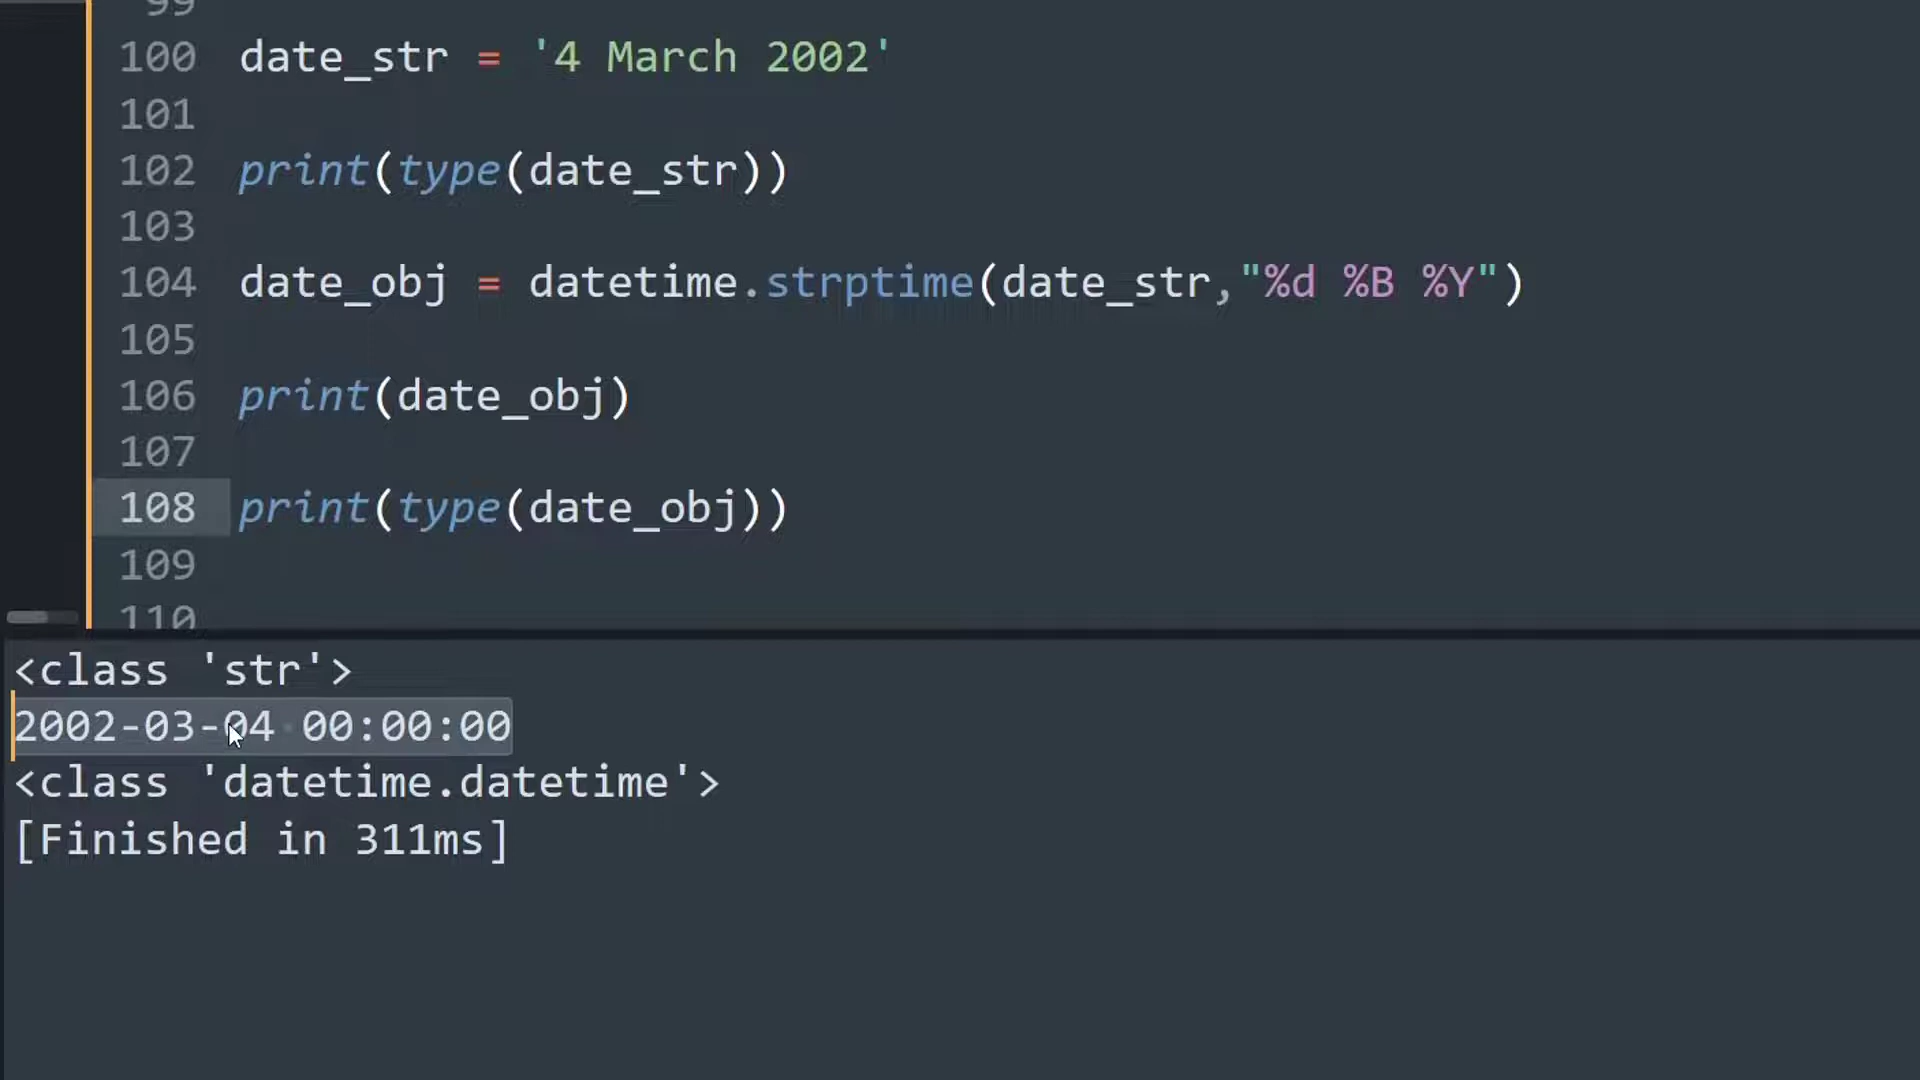 99
100 date_str = '4 March 2002'
101
102 print(type(date_str))
103
104 date_obj = datetime.strptime(date_str,"%d %B %Y")
105
106 print(date_obj)
107
108 print(type(date_obj))
109
110
<class 'str'>
2002-03-04 00:00:00
<class 'datetime.datetime'>
[Finished in 311ms]